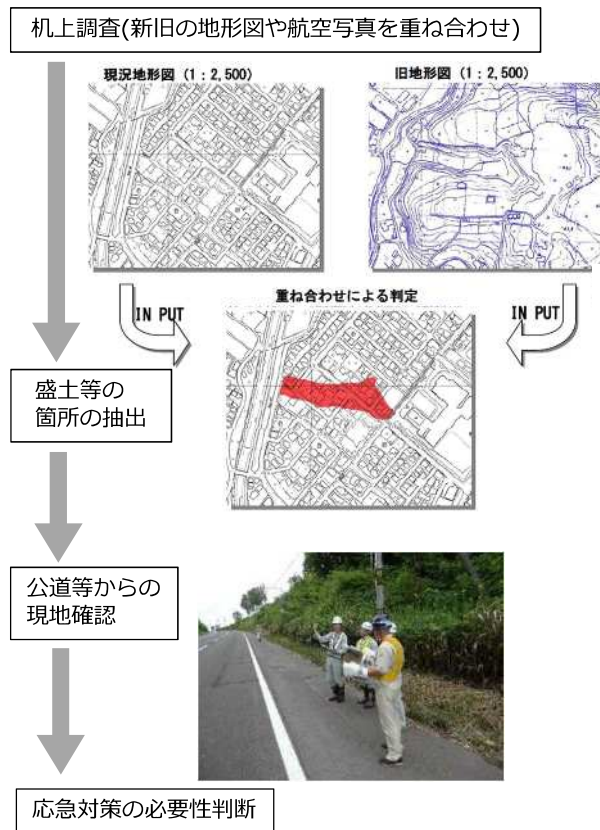 机上調査(新旧の地形図や航空写真を重ね合わせ)
現況地形図 (1：2,500)
旧地形図 (1：2,500)
IN PUT
重ね合わせによる判定
IN PUT
盛土等の
箇所の抽出
公道等からの
現地確認
応急対策の必要性判断